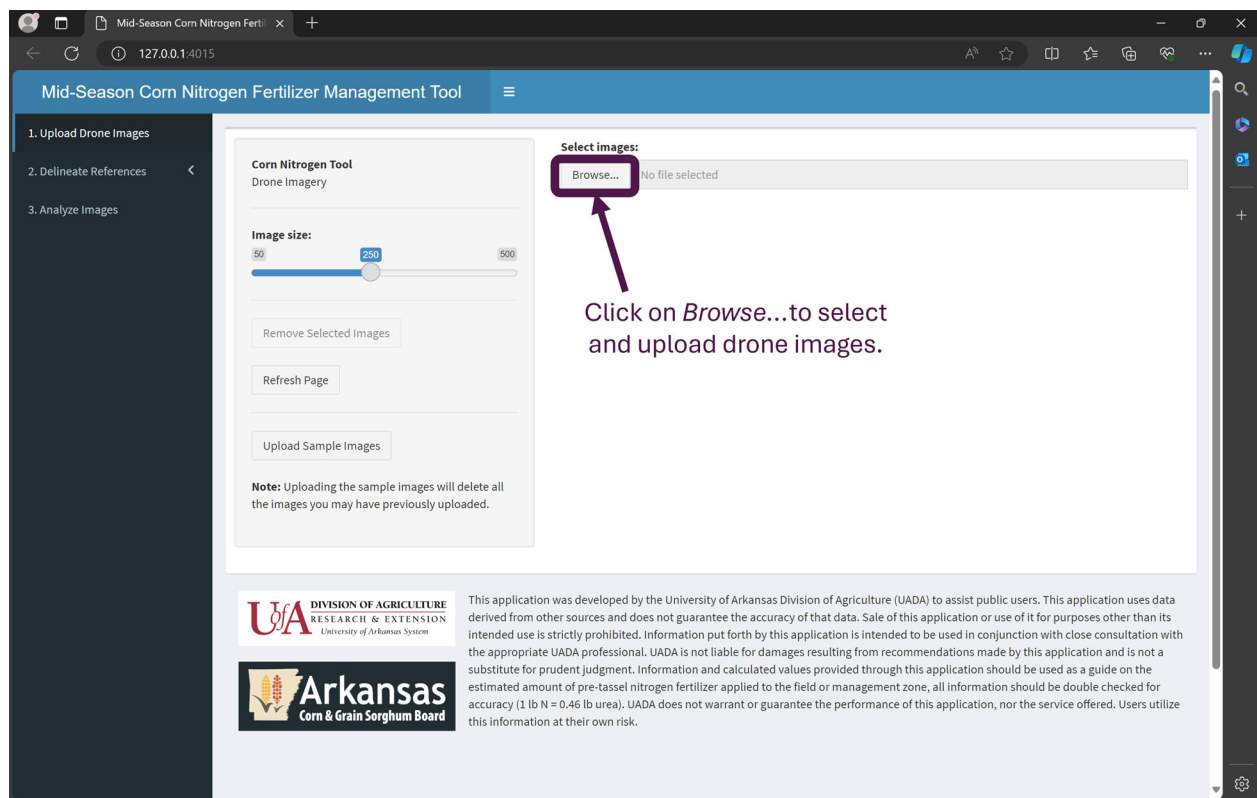 Mid-Season Corn Nitrogen Fertil
127.0.0.1:4015
Mid-Season Corn Nitrogen Fertilizer Management Tool
1. Upload Drone Images
2. Delineate References
3. Analyze Images
Corn Nitrogen Tool
Drone Imagery
Image size:
50
250
500
Remove Selected Images
Refresh Page
Upload Sample Images
Note: Uploading the sample images will delete all
the images you may have previously uploaded.
Select images:
Browse...
No file selected
Click on Browse...to select
and upload drone images.
UofA
DIVISION OF AGRICULTURE
RESEARCH & EXTENSION
University of Arkansas System
Arkansas
Corn & Grain Sorghum Board
This application was developed by the University of Arkansas Division of Agriculture (UADA) to assist public users. This application uses data
derived from other sources and does not guarantee the accuracy of that data. Sale of this application or use of it for purposes other than its
intended use is strictly prohibited. Information put forth by this application is intended to be used in conjunction with close consultation with
the appropriate UADA professional. UADA is not liable for damages resulting from recommendations made by this application and is not a
substitute for prudent judgment. Information and calculated values provided through this application should be used as a guide on the
estimated amount of pre-tassel nitrogen fertilizer applied to the field or management zone, all information should be double checked for
accuracy (1 lb N = 0.46 lb urea). UADA does not warrant or guarantee the performance of this application, nor the service offered. Users utilize
this information at their own risk.